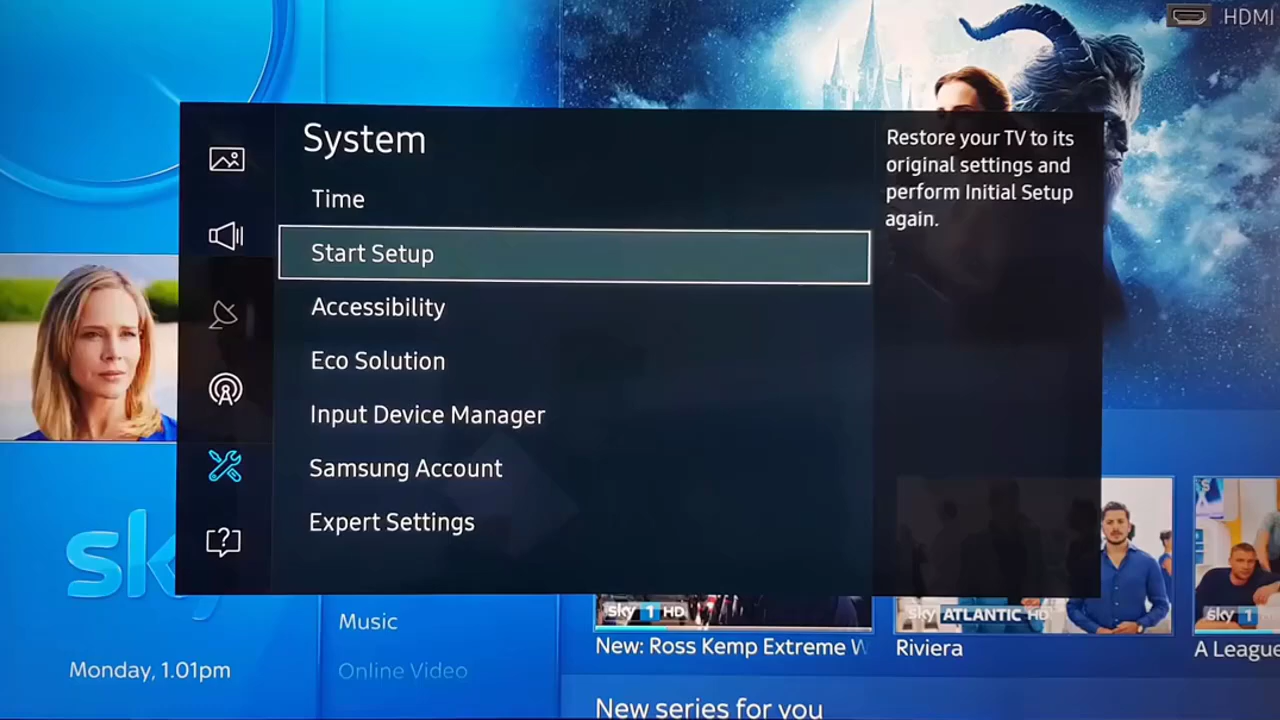 HDMI
System
Time
Start Setup
Accessibility
Eco Solution
Input Device Manager
Samsung Account
Expert Settings
Restore your TV to its
original settings and
perform Initial Setup
again.
sky
Monday, 1.01pm
Music
Online Video
sky 1 HD
New: Ross Kemp Extreme W
sky ATLANTIC HD
Riviera
sky 1
A League
New series for you